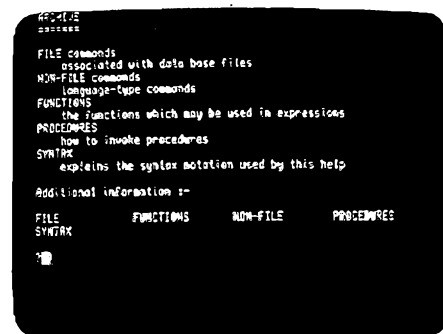 ARCHIVE
=======
FILE commands
associated with data base files
NON-FILE commands
language-type commands
FUNCTIONS
the functions which may be used in expressions
PROCEDURES
how to invoke procedures
SYNTAX
explains the syntax notation used by this help
Additional information :-
FILE FUNCTIONS NON-FILE PROCEDURES
SYNTAX